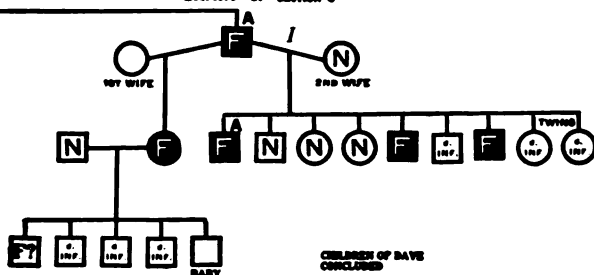 A
F I N
1ST WIFE 2ND WIFE
A TWINS
N F F N N N F d. INF. F d. INF d. INF
F? d. INF. d. INF d. INF.
BABY
CHILDREN OF DAVE
CONCLUDED